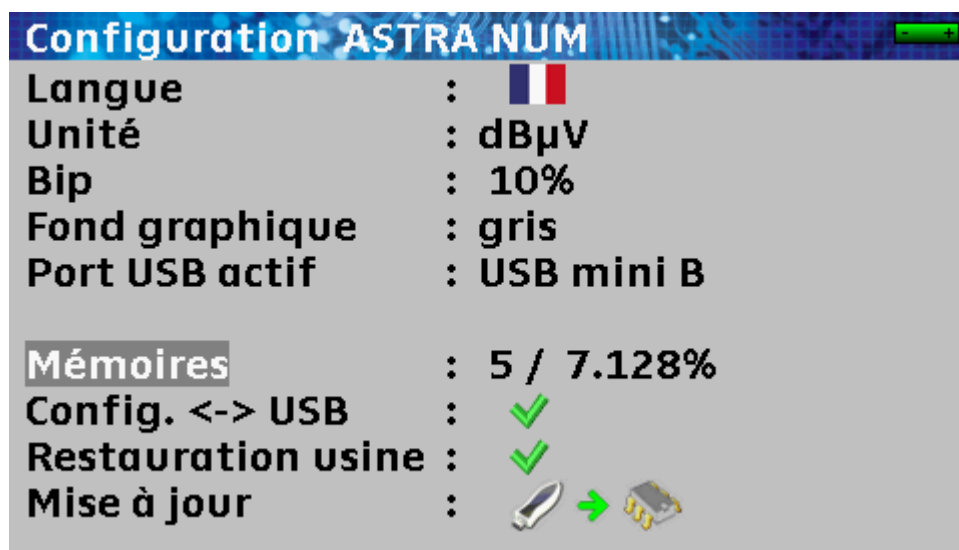 Configuration ASTRA NUM
Langue :
Unité : dBµV
Bip : 10%
Fond graphique : gris
Port USB actif : USB mini B
Mémoires : 5 / 7.128%
Config. <-> USB :
Restauration usine :
Mise à jour :